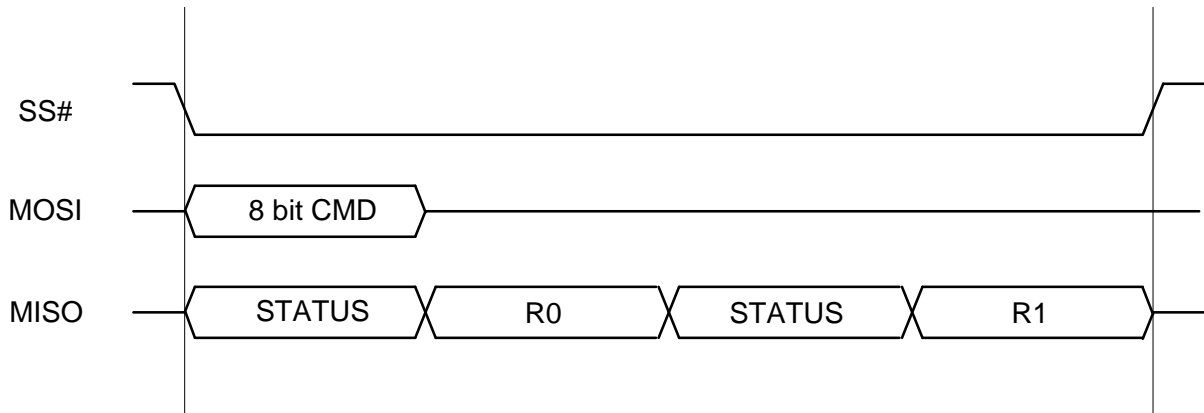 SS#
MOSI 8 bit CMD
MISO STATUS R0 STATUS R1